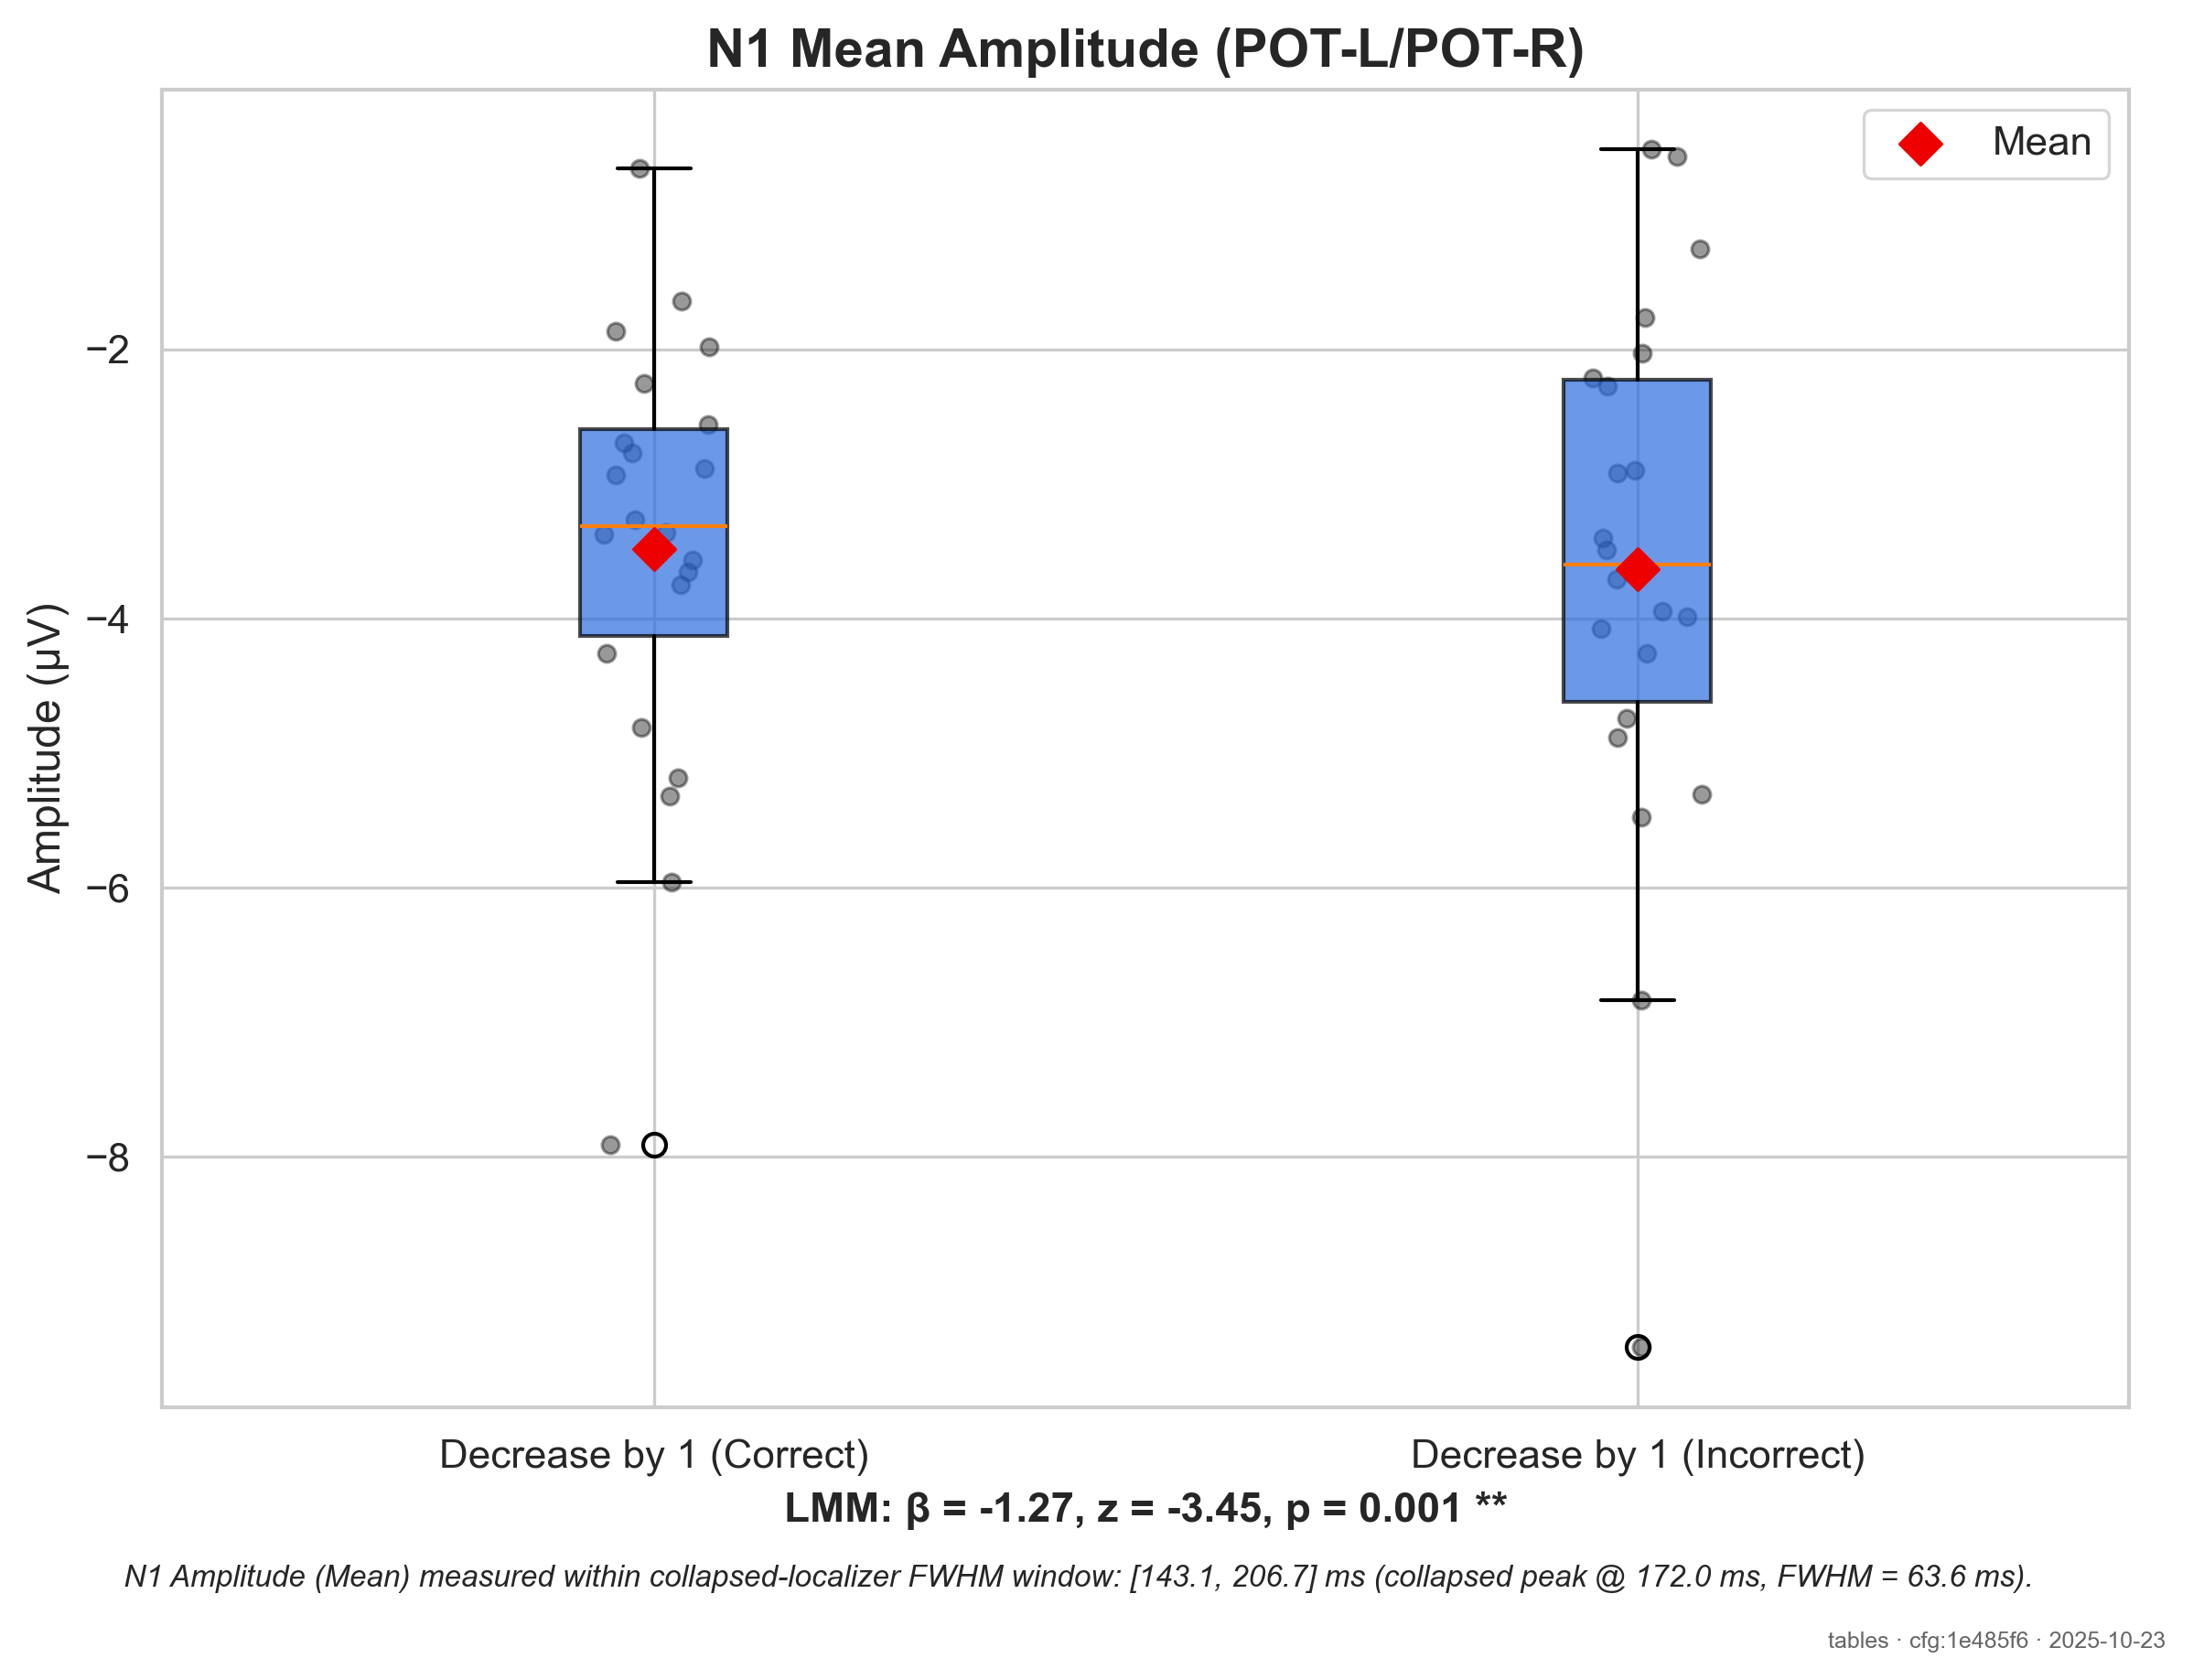 N1 Mean Amplitude (POT-L/POT-R)
Mean
Amplitude (µV)
−2
−4
−6
−8
Decrease by 1 (Correct)
Decrease by 1 (Incorrect)
LMM: β = -1.27, z = -3.45, p = 0.001 **
N1 Amplitude (Mean) measured within collapsed-localizer FWHM window: [143.1, 206.7] ms (collapsed peak @ 172.0 ms, FWHM = 63.6 ms).
tables · cfg:1e485f6 · 2025-10-23